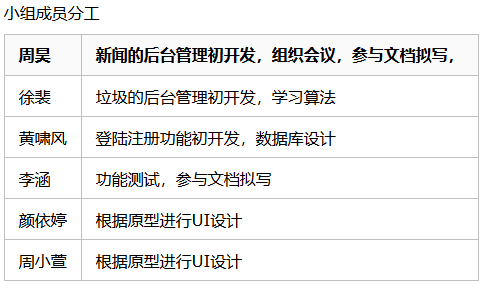 小组成员分工
周昊 新闻的后台管理初开发，组织会议，参与文档拟写，
徐裴 垃圾的后台管理初开发，学习算法
黄啸风 登陆注册功能初开发，数据库设计
李涵 功能测试，参与文档拟写
颜依婷 根据原型进行UI设计
周小萱 根据原型进行UI设计